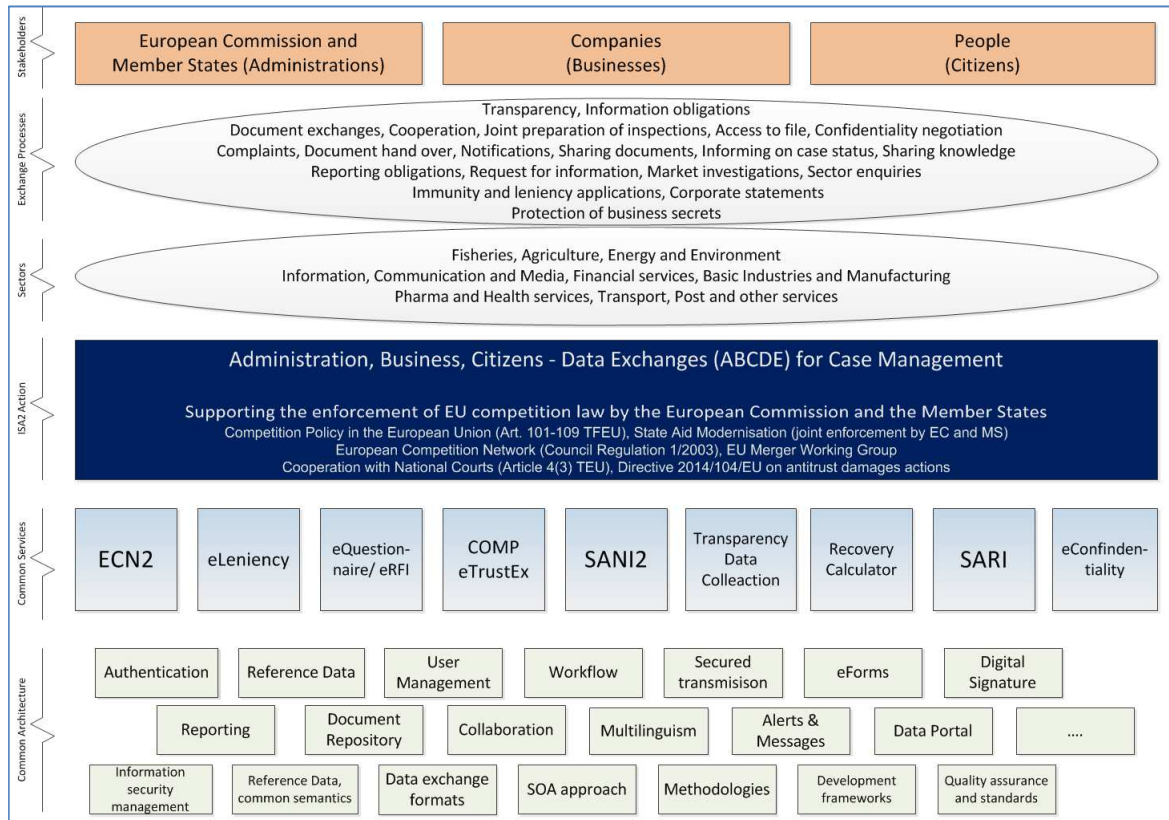 Stakeholders
European Commission and
Member States (Administrations)
Companies
(Businesses)
People
(Citizens)
Exchange Processes
Transparency, Information obligations
Document exchanges, Cooperation, Joint preparation of inspections, Access to file, Confidentiality negotiation
Complaints, Document hand over, Notifications, Sharing documents, Informing on case status, Sharing knowledge
Reporting obligations, Request for information, Market investigations, Sector enquiries
Immunity and leniency applications, Corporate statements
Protection of business secrets
Sectors
Fisheries, Agriculture, Energy and Environment
Information, Communication and Media, Financial services, Basic Industries and Manufacturing
Pharma and Health services, Transport, Post and other services
ISA2 Action
Administration, Business, Citizens - Data Exchanges (ABCDE) for Case Management
Supporting the enforcement of EU competition law by the European Commission and the Member States
Competition Policy in the European Union (Art. 101-109 TFEU), State Aid Modernisation (joint enforcement by EC and MS)
European Competition Network (Council Regulation 1/2003), EU Merger Working Group
Cooperation with National Courts (Article 4(3) TEU), Directive 2014/104/EU on antitrust damages actions
Common Services
ECN2
eLeniency
eQuestion-
naire/ eRFI
COMP
eTrustEx
SANI2
Transparency
Data
Colleaction
Recovery
Calculator
SARI
eConfinden-
tiality
Common Architecture
Authentication
Reference Data
User
Management
Workflow
Secured
transmisison
eForms
Digital
Signature
Reporting
Document
Repository
Collaboration
Multilinguism
Alerts &
Messages
Data Portal
....
Information
security
management
Reference Data,
common semantics
Data exchange
formats
SOA approach
Methodologies
Development
frameworks
Quality assurance
and standards